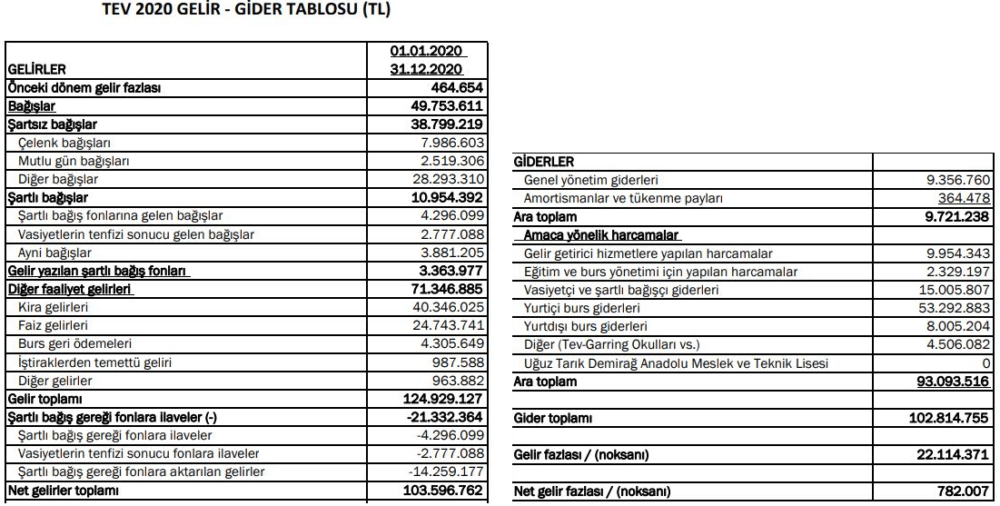 TEV 2020 GELİR - GİDER TABLOSU (TL)
GELİRLER 01.01.2020 31.12.2020
Önceki dönem gelir fazlası 464.654
Bağışlar 49.753.611
Şartsız bağışlar 38.799.219
Çelenk bağışları 7.986.603
Mutlu gün bağışları 2.519.306
Diğer bağışlar 28.293.310
Şartlı bağışlar 10.954.392
Şartlı bağış fonlarına gelen bağışlar 4.296.099
Vasiyetlerin tenfizi sonucu gelen bağışlar 2.777.088
Ayni bağışlar 3.881.205
Gelir yazılan şartlı bağış fonları 3.363.977
Diğer faaliyet gelirleri 71.346.885
Kira gelirleri 40.346.025
Faiz gelirleri 24.743.741
Burs geri ödemeleri 4.305.649
İştiraklerden temettü geliri 987.588
Diğer gelirler 963.882
Gelir toplamı 124.929.127
Şartlı bağış gereği fonlara ilaveler (-) -21.332.364
Şartlı bağış gereği fonlara ilaveler -4.296.099
Vasiyetlerin tenfizi sonucu fonlara ilaveler -2.777.088
Şartlı bağış gereği fonlara aktarılan gelirler -14.259.177
Net gelirler toplamı 103.596.762
GİDERLER
Genel yönetim giderleri 9.356.760
Amortismanlar ve tükenme payları 364.478
Ara toplam 9.721.238
Amaca yönelik harcamalar
Gelir getirici hizmetlere yapılan harcamalar 9.954.343
Eğitim ve burs yönetimi için yapılan harcamalar 2.329.197
Vasiyetçi ve şartlı bağışçı giderleri 15.005.807
Yurtiçi burs giderleri 53.292.883
Yurtdışı burs giderleri 8.005.204
Diğer (Tev-Garring Okulları vs.) 4.506.082
Uğuz Tarık Demirağ Anadolu Meslek ve Teknik Lisesi 0
Ara toplam 93.093.516
Gider toplamı 102.814.755
Gelir fazlası / (noksanı) 22.114.371
Net gelir fazlası / (noksanı) 782.007